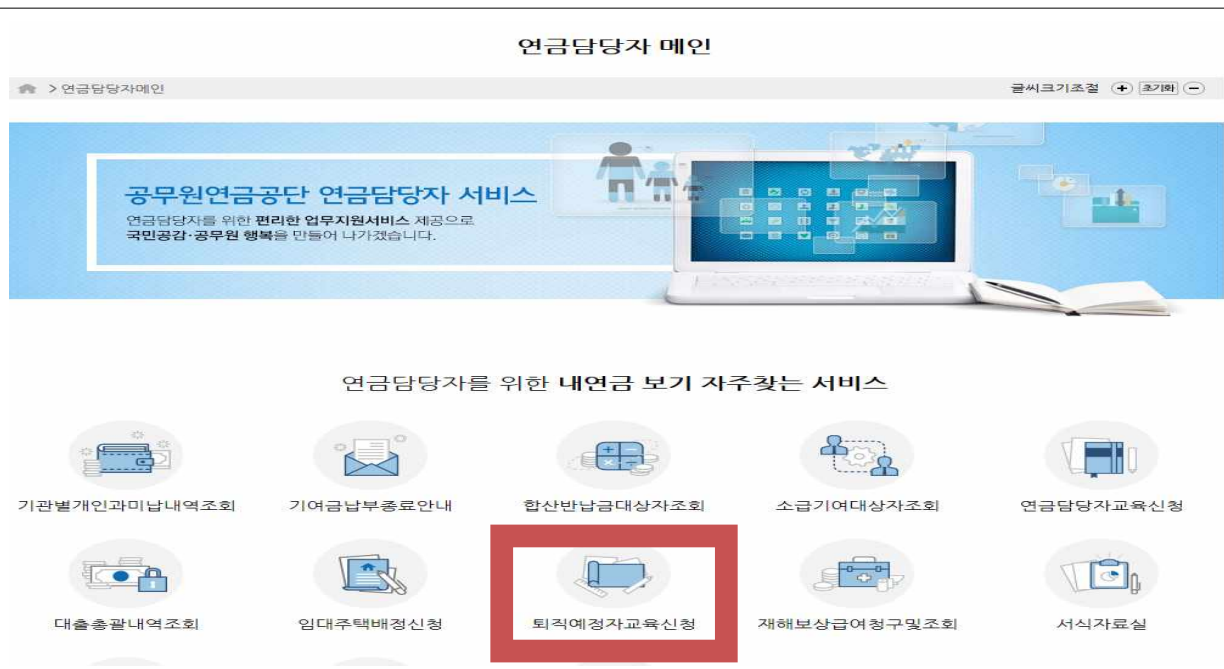 연금담당자 메인
>연금담당자메인
글씨크기조절 + 초기화 -
공무원연금공단 연금담당자 서비스
연금담당자를 위한 편리한 업무지원서비스 제공으로
국민공감·공무원 행복을 만들어 나가겠습니다.
연금담당자를 위한 내연금 보기 자주찾는 서비스
기관별개인과미납내역조회
기여금납부종료안내
합산반납금대상자조회
소급기여대상자조회
연금담당자교육신청
대출총괄내역조회
임대주택배정신청
퇴직예정자교육신청
재해보상급여청구및조회
서식자료실